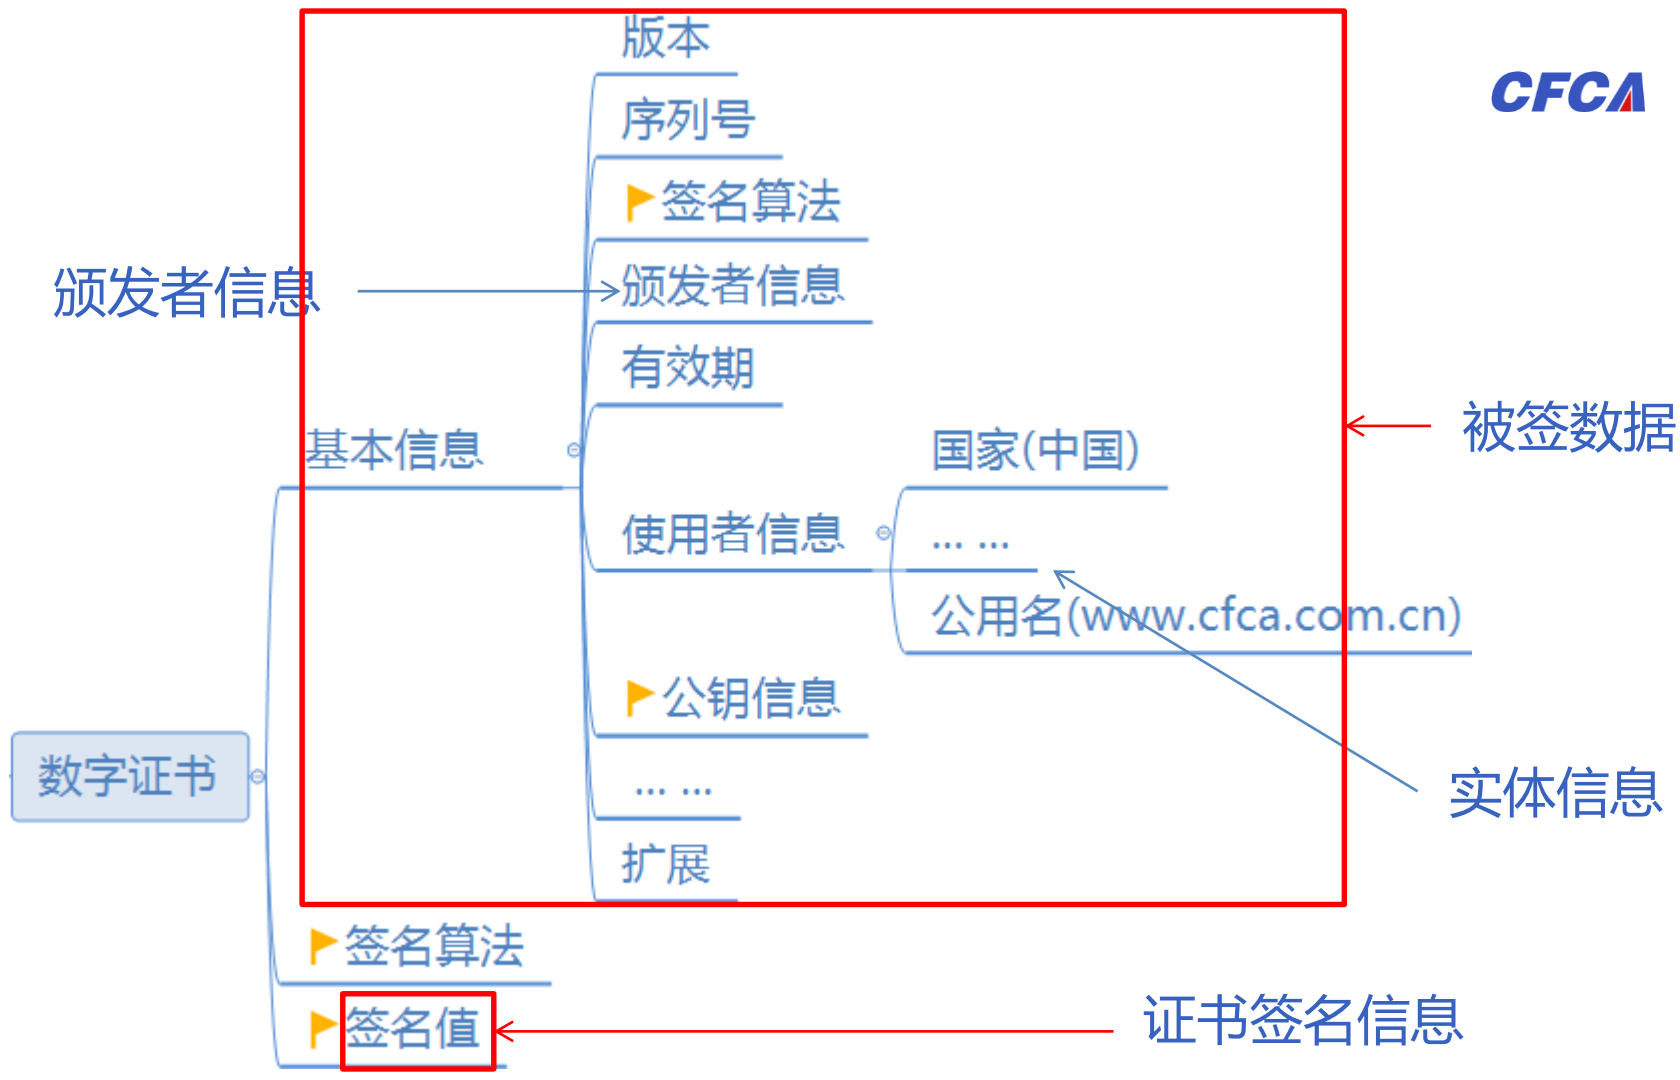 版本
CFCA
序列号
签名算法
颁发者信息
颁发者信息
有效期
被签数据
基本信息
国家(中国)
使用者信息
... ...
公用名(www.cfca.com.cn)
公钥信息
数字证书
... ...
实体信息
扩展
签名算法
签名值
证书签名信息